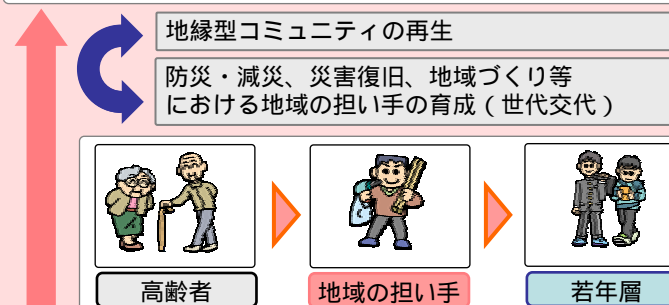 地縁型コミュニティの再生
防災・減災、災害復旧、地域づくり等
における地域の担い手の育成（世代交代）
高齢者
地域の担い手
若年層